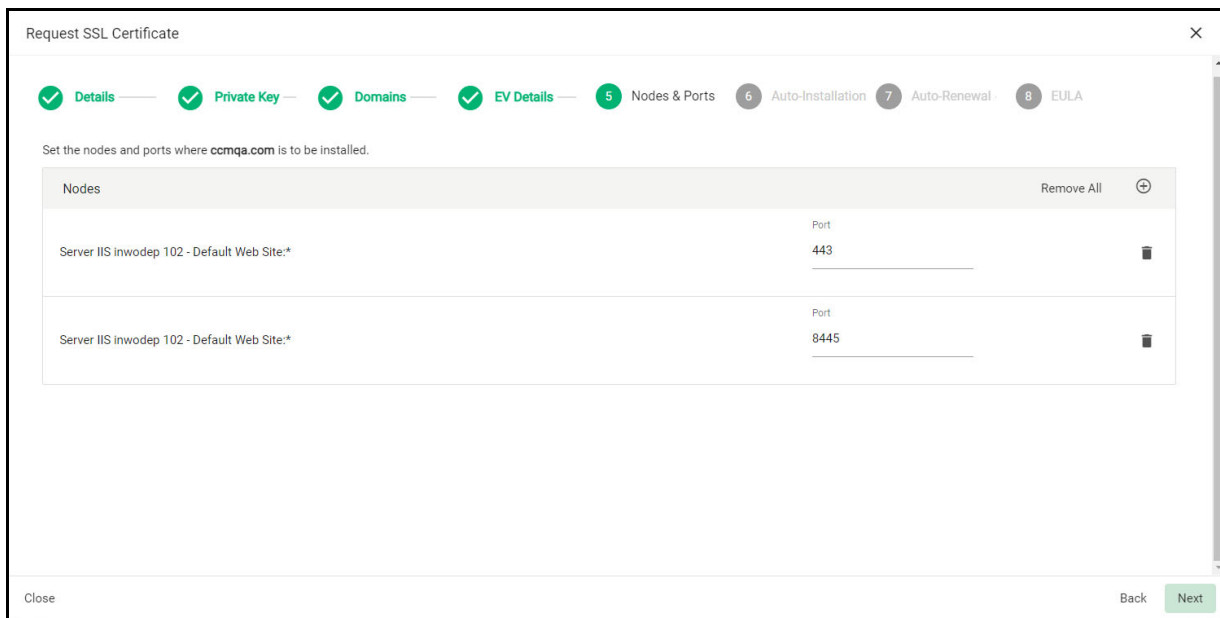 Request SSL Certificate
Details Private Key Domains EV Details 5 Nodes & Ports 6 Auto-Installation 7 Auto-Renewal 8 EULA
Set the nodes and ports where ccmqa.com is to be installed.
Nodes Remove All
Port
Server IIS inwodep 102 - Default Web Site:* 443
Port
Server IIS inwodep 102 - Default Web Site:* 8445
Close Back Next